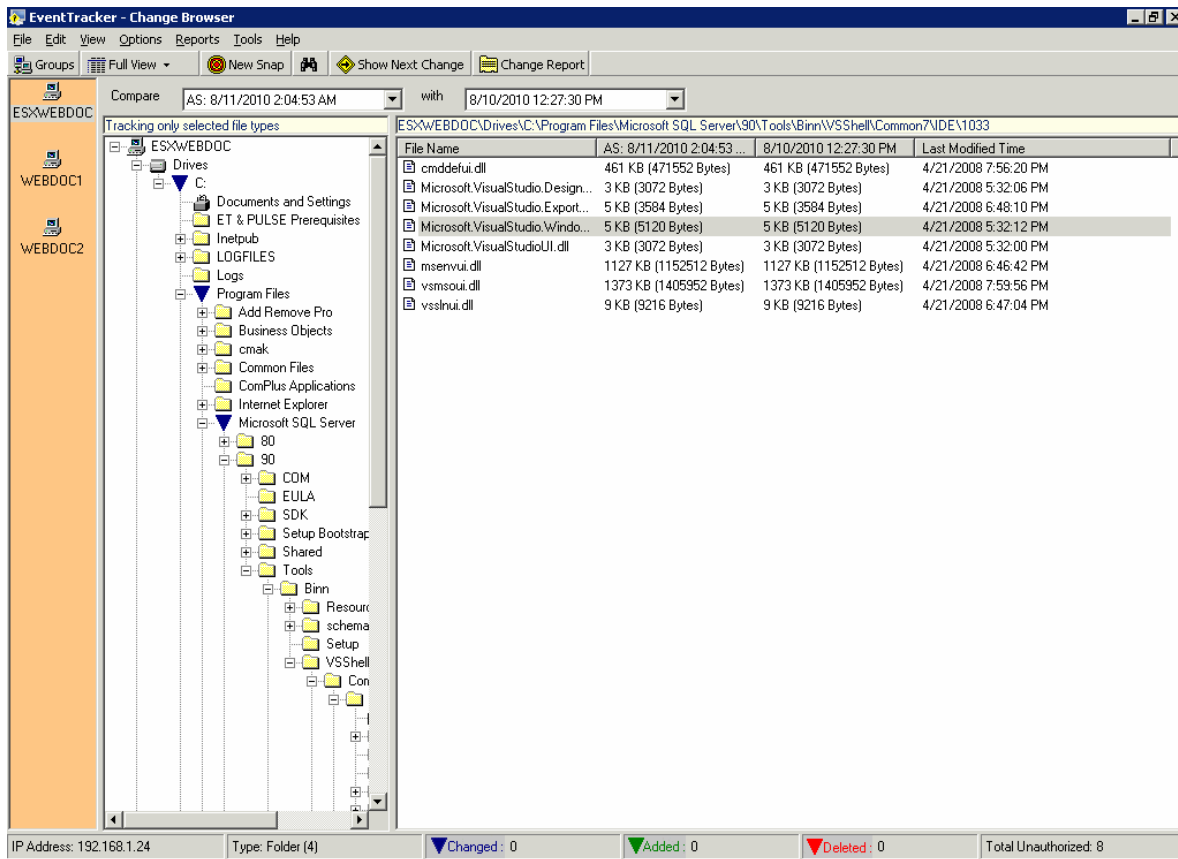 EventTracker - Change Browser
File Edit View Options Reports Tools Help
Groups Full View New Snap Show Next Change Change Report
ESXWEBDOC
WEBDOC1
WEBDOC2
Compare AS: 8/11/2010 2:04:53 AM with 8/10/2010 12:27:30 PM
Tracking only selected file types
ESXWEBDOC
Drives
C:
Documents and Settings
ET & PULSE Prerequisites
Inetpub
LOGFILES
Logs
Program Files
Add Remove Pro
Business Objects
cmak
Common Files
ComPlus Applications
Internet Explorer
Microsoft SQL Server
80
90
COM
EULA
SDK
Setup Bootstrap
Shared
Tools
Binn
Resourc
schema
Setup
VSShell
Com
ESXWEBDOC\Drives\C:\Program Files\Microsoft SQL Server\90\Tools\Binn\VSShell\Common7\IDE\1033
File Name AS: 8/11/2010 2:04:53 ... 8/10/2010 12:27:30 PM Last Modified Time
cmddefui.dll 461 KB (471552 Bytes) 461 KB (471552 Bytes) 4/21/2008 7:56:20 PM
Microsoft.VisualStudio.Design... 3 KB (3072 Bytes) 3 KB (3072 Bytes) 4/21/2008 5:32:06 PM
Microsoft.VisualStudio.Export... 5 KB (3584 Bytes) 5 KB (3584 Bytes) 4/21/2008 6:48:10 PM
Microsoft.VisualStudio.Windo... 5 KB (5120 Bytes) 5 KB (5120 Bytes) 4/21/2008 5:32:12 PM
Microsoft.VisualStudioUI.dll 3 KB (3072 Bytes) 3 KB (3072 Bytes) 4/21/2008 5:32:00 PM
msenvui.dll 1127 KB (1152512 Bytes) 1127 KB (1152512 Bytes) 4/21/2008 6:46:42 PM
vsmsoui.dll 1373 KB (1405952 Bytes) 1373 KB (1405952 Bytes) 4/21/2008 7:59:56 PM
vsslnui.dll 9 KB (9216 Bytes) 9 KB (9216 Bytes) 4/21/2008 6:47:04 PM
IP Address: 192.168.1.24 Type: Folder (4) Changed : 0 Added : 0 Deleted : 0 Total Unauthorized: 8